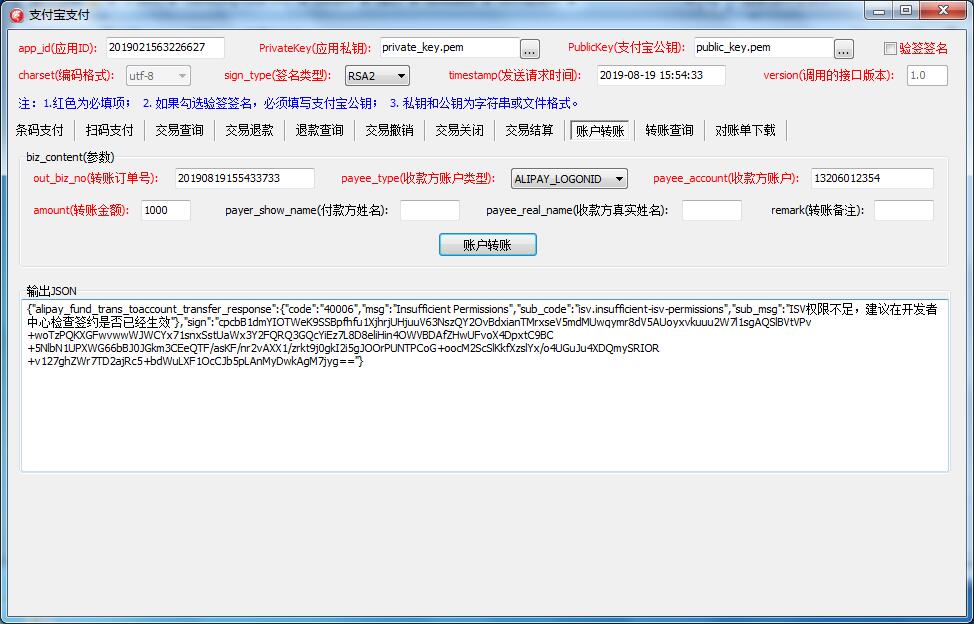 支付宝支付
app_id(应用ID): 2019021563226627 PrivateKey(应用私钥): private_key.pem ... PublicKey(支付宝公钥): public_key.pem ... 验签签名
charset(编码格式): utf-8 sign_type(签名类型): RSA2 timestamp(发送请求时间): 2019-08-19 15:54:33 version(调用的接口版本): 1.0
注：1.红色为必填项； 2. 如果勾选验签签名，必须填写支付宝公钥； 3. 私钥和公钥为字符串或文件格式。
条码支付 扫码支付 交易查询 交易退款 退款查询 交易撤销 交易关闭 交易结算 账户转账 转账查询 对账单下载
biz_content(参数)
out_biz_no(转账订单号): 20190819155433733 payee_type(收款方账户类型): ALIPAY_LOGONID payee_account(收款方账户): 13206012354
amount(转账金额): 1000 payer_show_name(付款方姓名): payee_real_name(收款方真实姓名): remark(转账备注):
账户转账
输出JSON
{"alipay_fund_trans_toaccount_transfer_response":{"code":"40006","msg":"Insufficient Permissions","sub_code":"isv.insufficient-isv-permissions","sub_msg":"ISV权限不足，建议在开发者
中心检查签约是否已经生效"},"sign":"cpcbB1dmYIOTWeK9SSBpfhfu1XjhrjUHjuuV63NszQY2OvBdxianTMrxseV5mdMUwqymr8dV5AUoyxvkuuu2W7l1sgAQSlBVtVPv
+woTzPQKXGFwvwwWJWCYx71snxSstUaWx3Y2FQRQ3GQcYiEz7L8D8eliHin4OWVBDAfZHwUFvoX4DpxtC9BC
+5NlbN1UPXWG66bBJ0JGkm3CEeQTF/asKF/nr2vAXX1/zrkt9j0gkI2i5gJOOrPUNTPCoG+oocM2ScSlKkfXzslYx/o4UGuJu4XDQmySRIOR
+v127ghZWr7TD2ajRc5+bdWuLXF1OcCJb5pLAnMyDwkAgM7jyg=="}